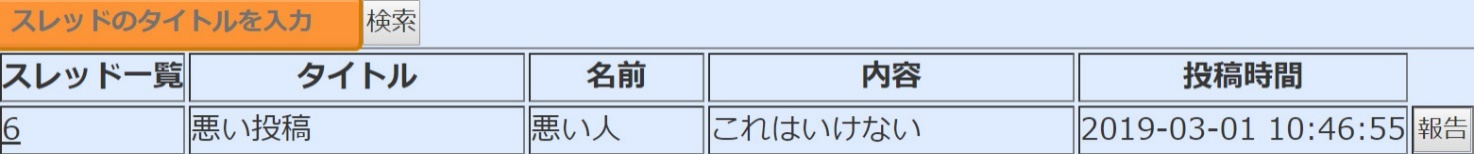 スレッドのタイトルを入力 検索
スレッド一覧 タイトル 名前 内容 投稿時間
6 悪い投稿 悪い人 これはいけない 2019-03-01 10:46:55 報告